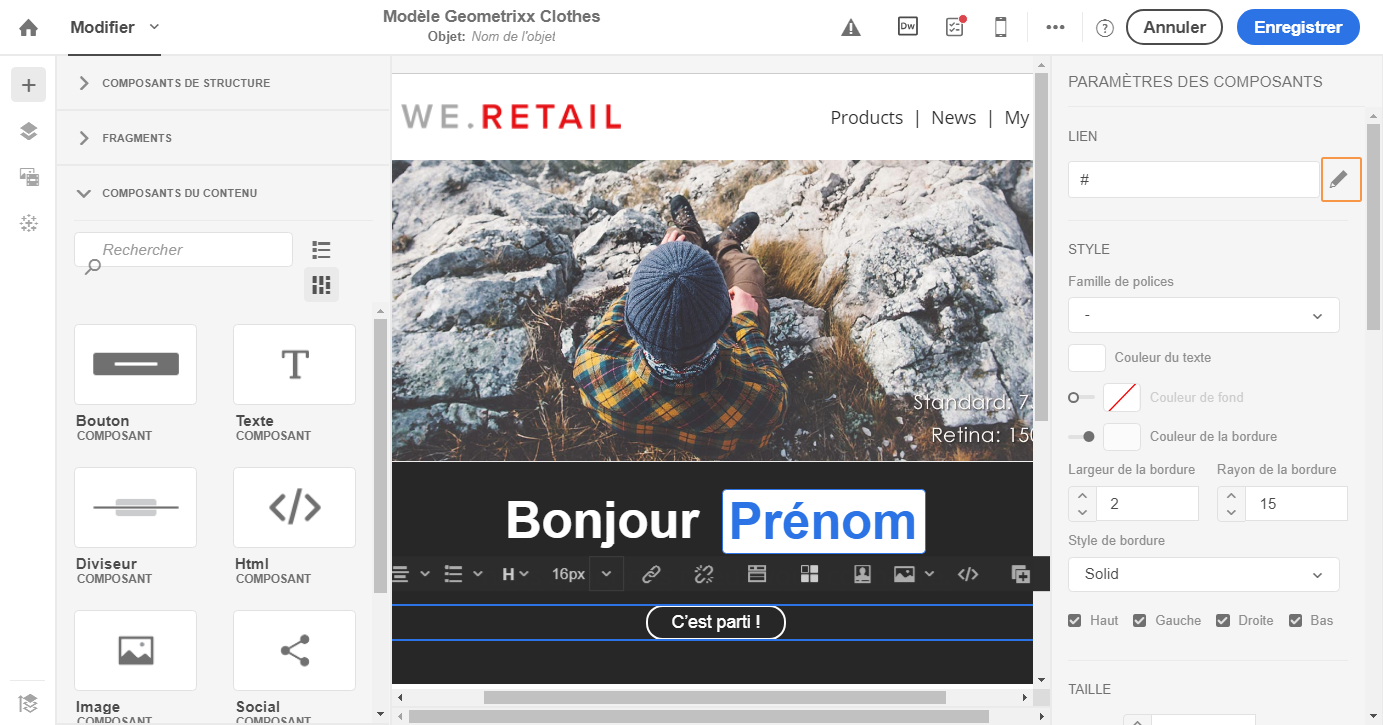 Modifier
Modèle Geometrixx Clothes
Objet: Nom de l'objet
Dw
Annuler
Enregistrer
COMPOSANTS DE STRUCTURE
FRAGMENTS
COMPOSANTS DU CONTENU
Rechercher
Bouton
COMPOSANT
Texte
COMPOSANT
Diviseur
COMPOSANT
Html
COMPOSANT
Image
COMPOSANT
Social
COMPOSANT
WE.RETAIL
Products | News | My
Standard: 7
Retina: 150
Bonjour Prénom
H
16px
C'est parti !
PARAMÈTRES DES COMPOSANTS
LIEN
#
STYLE
Famille de polices
-
Couleur du texte
Couleur de fond
Couleur de la bordure
Largeur de la bordure Rayon de la bordure
2 15
Style de bordure
Solid
Haut Gauche Droite Bas
TAILLE